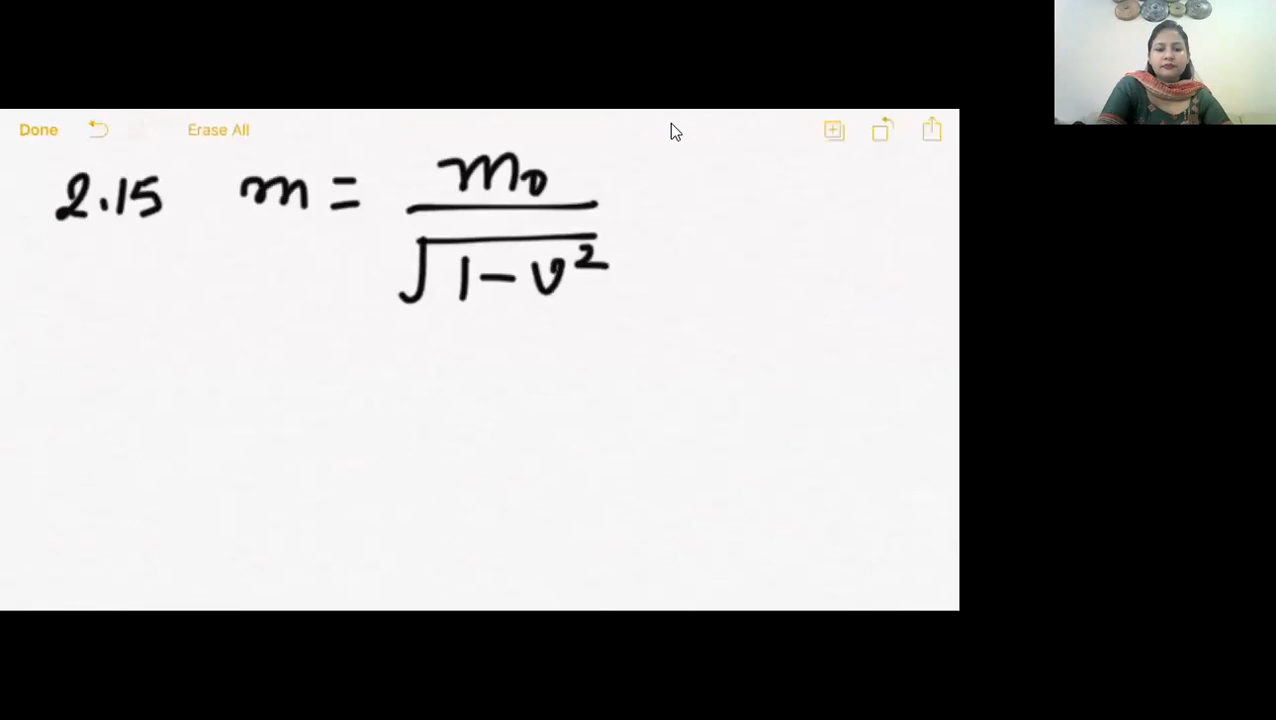 Done Erase All
2.15 m = m₀ / √(1 - v²)